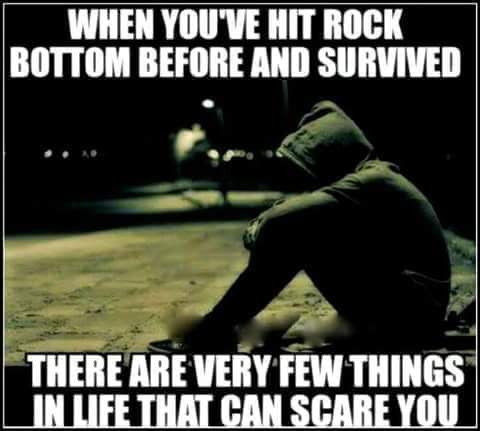 WHEN YOU'VE HIT ROCK
BOTTOM BEFORE AND SURVIVED
THERE ARE VERY FEW THINGS
IN LIFE THAT CAN SCARE YOU